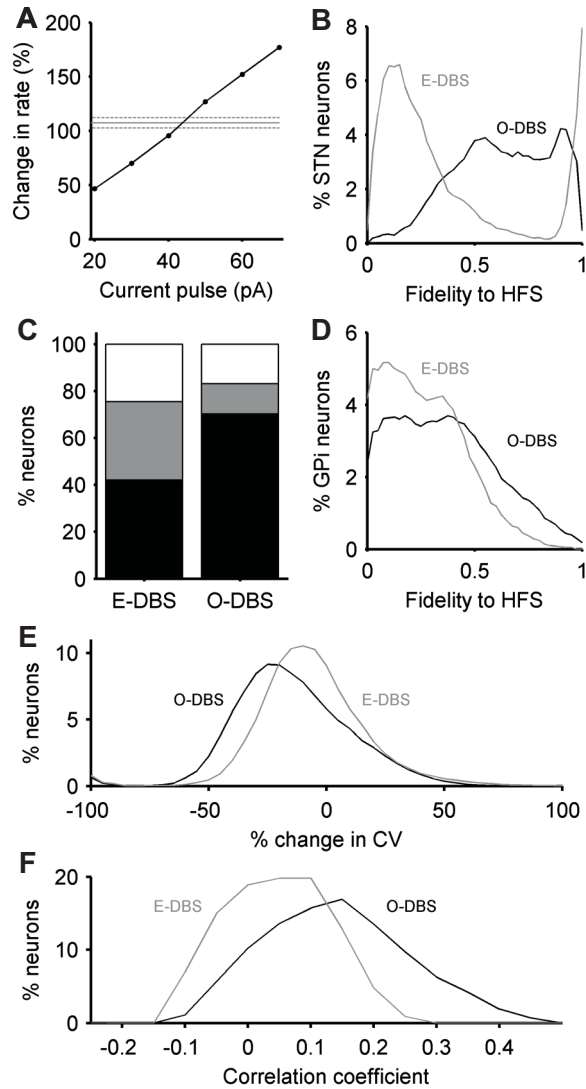 A
Change in rate (%)
200
150
100
50
0
20
40
60
Current pulse (pA)
B
% STN neurons
8
6
4
2
0
E-DBS
O-DBS
0
0.5
1
Fidelity to HFS
C
% neurons
100
80
60
40
20
0
E-DBS
O-DBS
D
% GPi neurons
6
4
2
0
E-DBS
O-DBS
0
0.5
1
Fidelity to HFS
E
% neurons
10
5
0
O-DBS
E-DBS
-100
-50
0
50
100
% change in CV
F
% neurons
20
10
0
E-DBS
O-DBS
-0.2
-0.1
0
0.1
0.2
0.3
0.4
Correlation coefficient